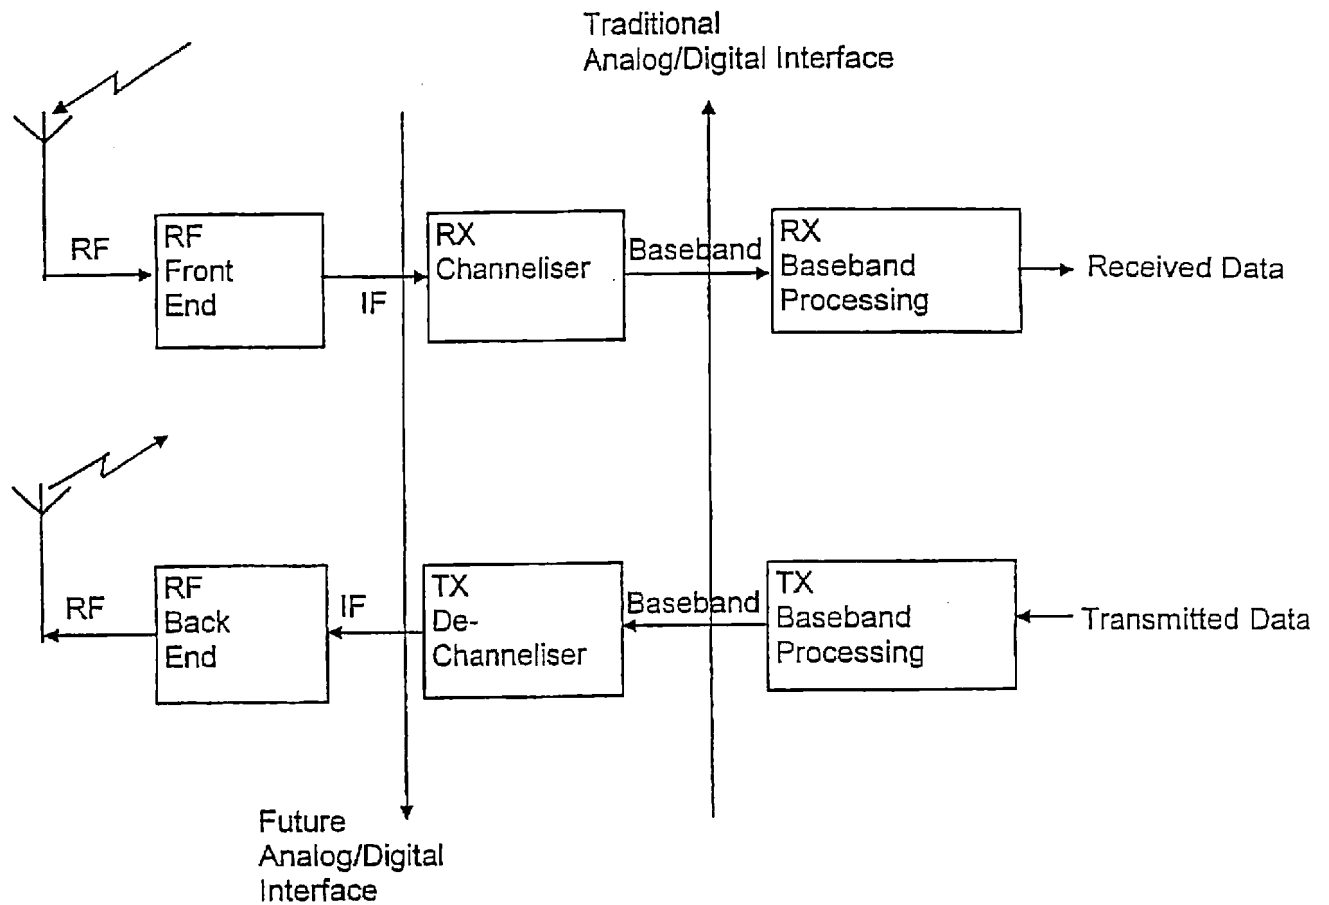 Traditional
Analog/Digital Interface
RF
RF
Front
End
IF
RX
Channeliser
Baseband
RX
Baseband
Processing
Received Data
RF
RF
Back
End
IF
TX
De-
Channeliser
Baseband
TX
Baseband
Processing
Transmitted Data
Future
Analog/Digital
Interface